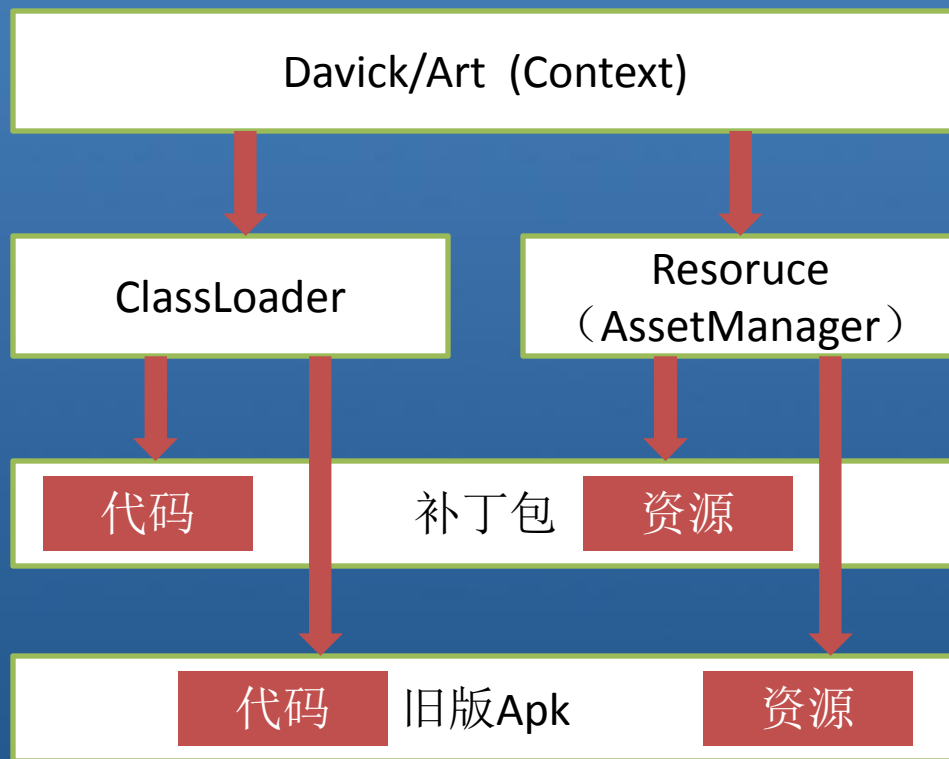 Davick/Art (Context)
ClassLoader
Resoruce
（AssetManager）
代码 补丁包 资源
代码 旧版Apk 资源